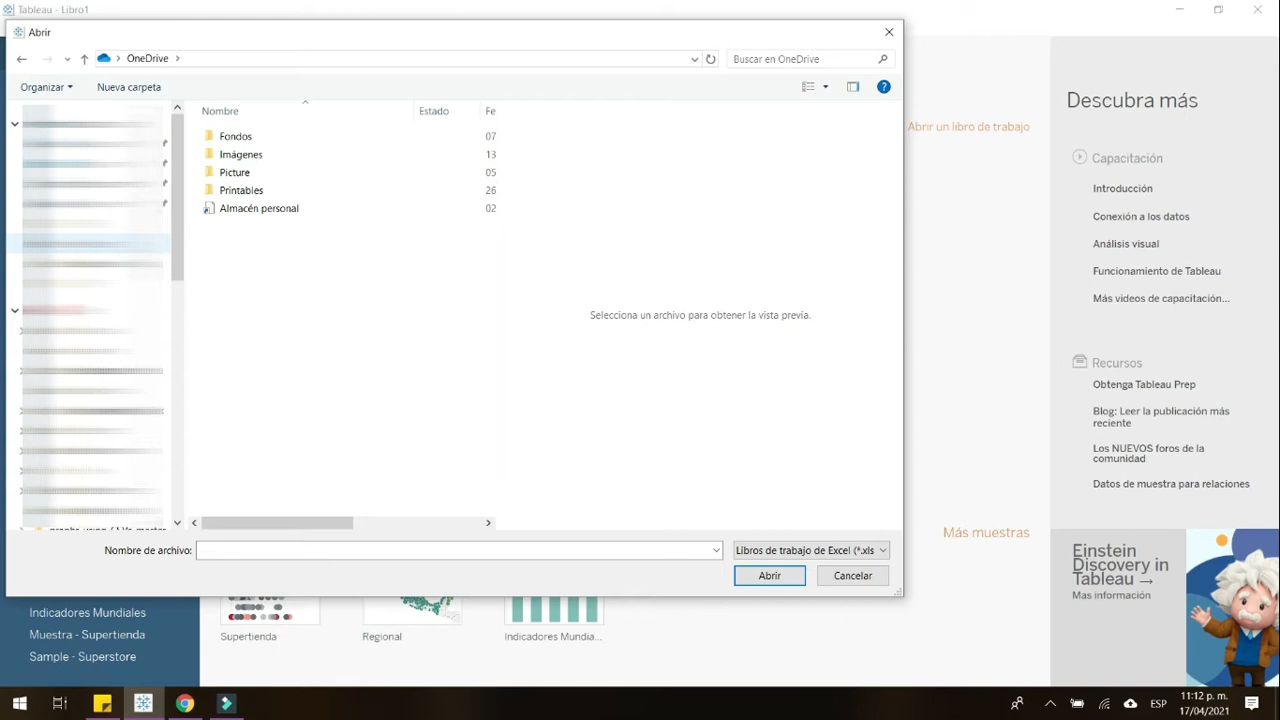 Tableau - Libro1
Abrir
OneDrive
Buscar en OneDrive
Organizar
Nueva carpeta
Nombre
Estado
Fe
Fondos
07
Imágenes
13
Picture
05
Printables
26
Almacén personal
02
Selecciona un archivo para obtener la vista previa.
Nombre de archivo:
Libros de trabajo de Excel (*.xls
Abrir
Cancelar
Abrir un libro de trabajo
Descubra más
Capacitación
Introducción
Conexión a los datos
Análisis visual
Funcionamiento de Tableau
Más videos de capacitación...
Recursos
Obtenga Tableau Prep
Blog: Leer la publicación más
reciente
Los NUEVOS foros de la
comunidad
Datos de muestra para relaciones
Más muestras
Einstein
Discovery in
Tableau →
Mas información
Indicadores Mundiales
Muestra - Supertienda
Sample - Superstore
Supertienda
Regional
Indicadores Mundia...
ESP
11:12 p. m.
17/04/2021